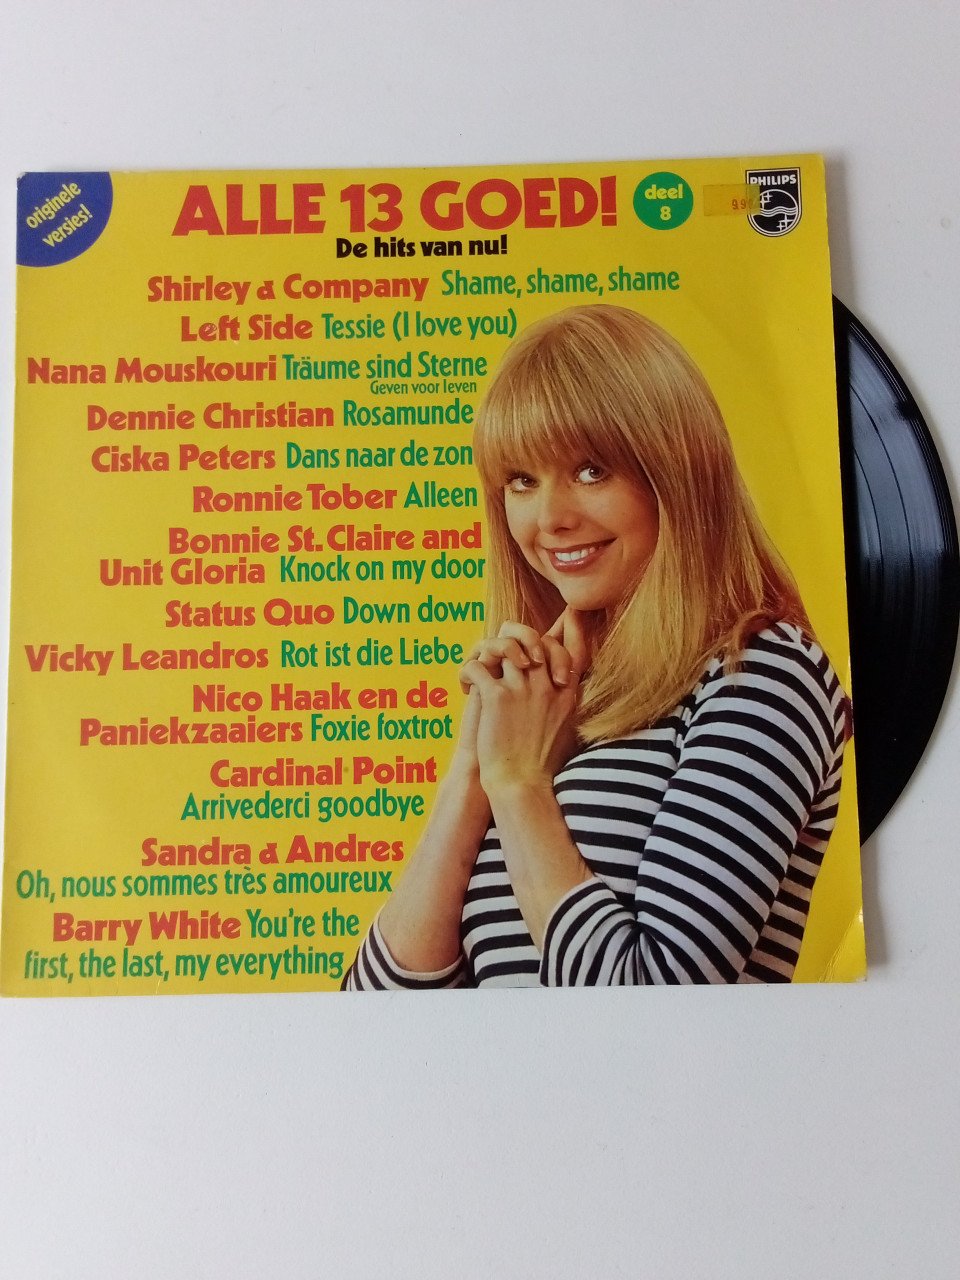 originele
versies!
ALLE 13 GOED!
deel
8
9.90
PHILIPS
De hits van nu!
Shirley & Company Shame, shame, shame
Left Side Tessie (I love you)
Nana Mouskouri Träume sind Sterne
Geven voor leven
Dennie Christian Rosamunde
Ciska Peters Dans naar de zon
Ronnie Tober Alleen
Bonnie St. Claire and
Unit Gloria Knock on my door
Status Quo Down down
Vicky Leandros Rot ist die Liebe
Nico Haak en de
Paniekzaaiers Foxie foxtrot
Cardinal Point
Arrivederci goodbye
Sandra & Andres
Oh, nous sommes très amoureux
Barry White You're the
first, the last, my everything